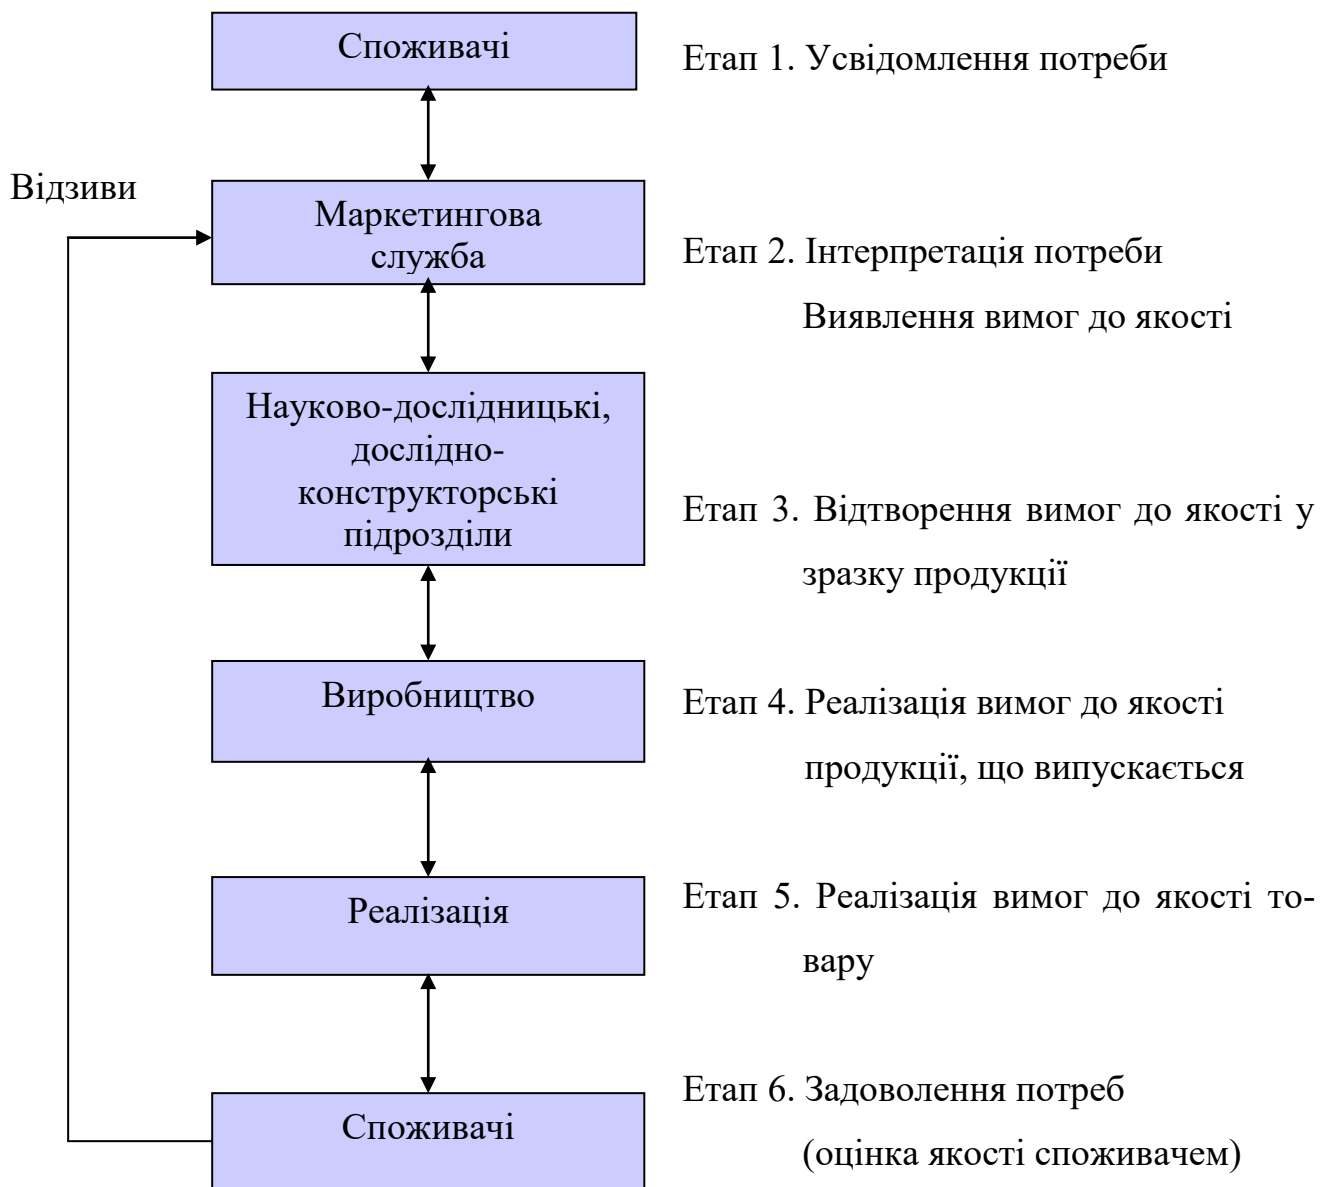 Споживачі
Етап 1. Усвідомлення потреби
Відзиви
Маркетингова
служба
Етап 2. Інтерпретація потреби
Виявлення вимог до якості
Науково-дослідницькі,
дослідно-
конструкторські
підрозділи
Етап 3. Відтворення вимог до якості у
зразку продукції
Виробництво
Етап 4. Реалізація вимог до якості
продукції, що випускається
Реалізація
Етап 5. Реалізація вимог до якості то-
вару
Споживачі
Етап 6. Задоволення потреб
(оцінка якості споживачем)